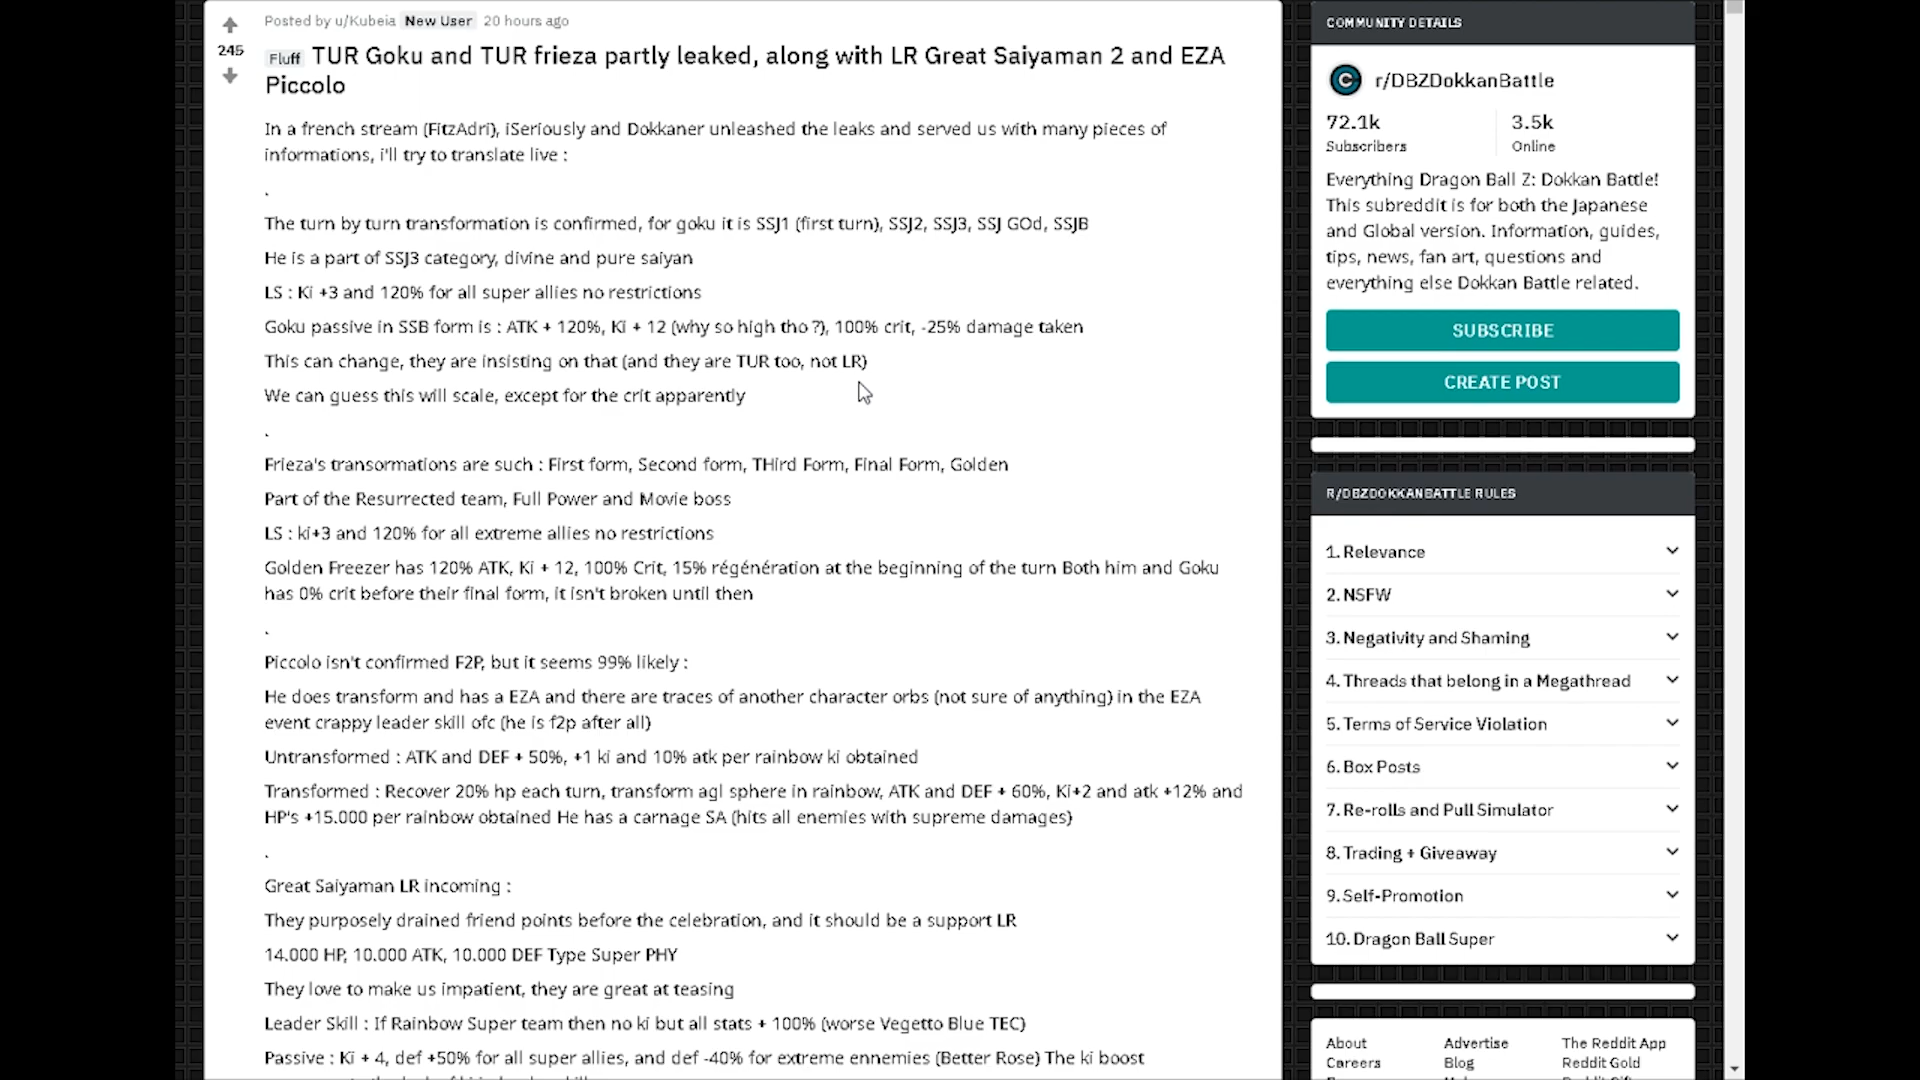 Posted by u/Kubeia New User 20 hours ago
245
Fluff TUR Goku and TUR frieza partly leaked, along with LR Great Saiyaman 2 and EZA
Piccolo
In a french stream (FitzAdri), iSeriously and Dokkaner unleashed the leaks and served us with many pieces of
informations, i'll try to translate live :
.
The turn by turn transformation is confirmed, for goku it is SSJ1 (first turn), SSJ2, SSJ3, SSJ GOd, SSJB
He is a part of SSJ3 category, divine and pure saiyan
LS : Ki +3 and 120% for all super allies no restrictions
Goku passive in SSB form is : ATK + 120%, Ki + 12 (why so high tho ?), 100% crit, -25% damage taken
This can change, they are insisting on that (and they are TUR too, not LR)
We can guess this will scale, except for the crit apparently
.
Frieza's transormations are such : First form, Second form, THird Form, Final Form, Golden
Part of the Resurrected team, Full Power and Movie boss
LS : ki+3 and 120% for all extreme allies no restrictions
Golden Freezer has 120% ATK, Ki + 12, 100% Crit, 15% régénération at the beginning of the turn Both him and Goku
has 0% crit before their final form, it isn't broken until then
.
Piccolo isn't confirmed F2P, but it seems 99% likely :
He does transform and has a EZA and there are traces of another character orbs (not sure of anything) in the EZA
event crappy leader skill ofc (he is f2p after all)
Untransformed : ATK and DEF + 50%, +1 ki and 10% atk per rainbow ki obtained
Transformed : Recover 20% hp each turn, transform agl sphere in rainbow, ATK and DEF + 60%, Ki+2 and atk +12% and
HP's +15.000 per rainbow obtained He has a carnage SA (hits all enemies with supreme damages)
.
Great Saiyaman LR incoming :
They purposely drained friend points before the celebration, and it should be a support LR
14.000 HP, 10.000 ATK, 10.000 DEF Type Super PHY
They love to make us impatient, they are great at teasing
Leader Skill : If Rainbow Super team then no ki but all stats + 100% (worse Vegetto Blue TEC)
Passive : Ki + 4, def +50% for all super allies, and def -40% for extreme ennemies (Better Rose) The ki boost
COMMUNITY DETAILS
r/DBZDokkanBattle
72.1k 3.5k
Subscribers Online
Everything Dragon Ball Z: Dokkan Battle!
This subreddit is for both the Japanese
and Global version. Information, guides,
tips, news, fan art, questions and
everything else Dokkan Battle related.
SUBSCRIBE
CREATE POST
R/DBZDOKKANBATTLE RULES
1. Relevance
2. NSFW
3. Negativity and Shaming
4. Threads that belong in a Megathread
5. Terms of Service Violation
6. Box Posts
7. Re-rolls and Pull Simulator
8. Trading + Giveaway
9. Self-Promotion
10. Dragon Ball Super
About Advertise The Reddit App
Careers Blog Reddit Gold